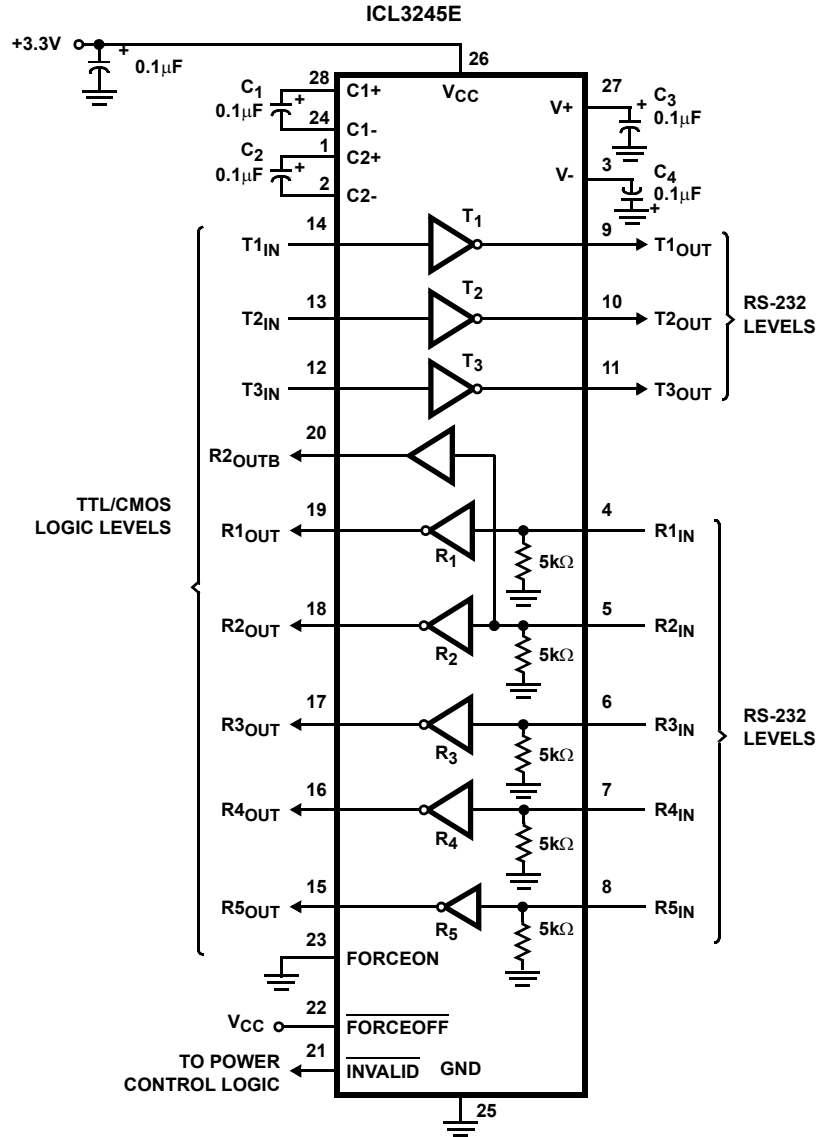 ICL3245E
+3.3V
+
0.1µF
26
VCC
28
C1
0.1µF
+
C1+
24
C1-
1
C2
0.1µF
+
C2+
2
C2-
27
V+
+
C3
0.1µF
3
V-
C4
0.1µF
+
T1IN
14
T1
9
T1OUT
T2IN
13
T2
10
T2OUT
T3IN
12
T3
11
T3OUT
RS-232
LEVELS
R2OUTB
20
TTL/CMOS
LOGIC LEVELS
R1OUT
19
R1
5kΩ
4
R1IN
R2OUT
18
R2
5kΩ
5
R2IN
R3OUT
17
R3
5kΩ
6
R3IN
RS-232
LEVELS
R4OUT
16
R4
5kΩ
7
R4IN
R5OUT
15
R5
5kΩ
8
R5IN
23
FORCEON
VCC
22
FORCEOFF
TO POWER
CONTROL LOGIC
21
INVALID
GND
25